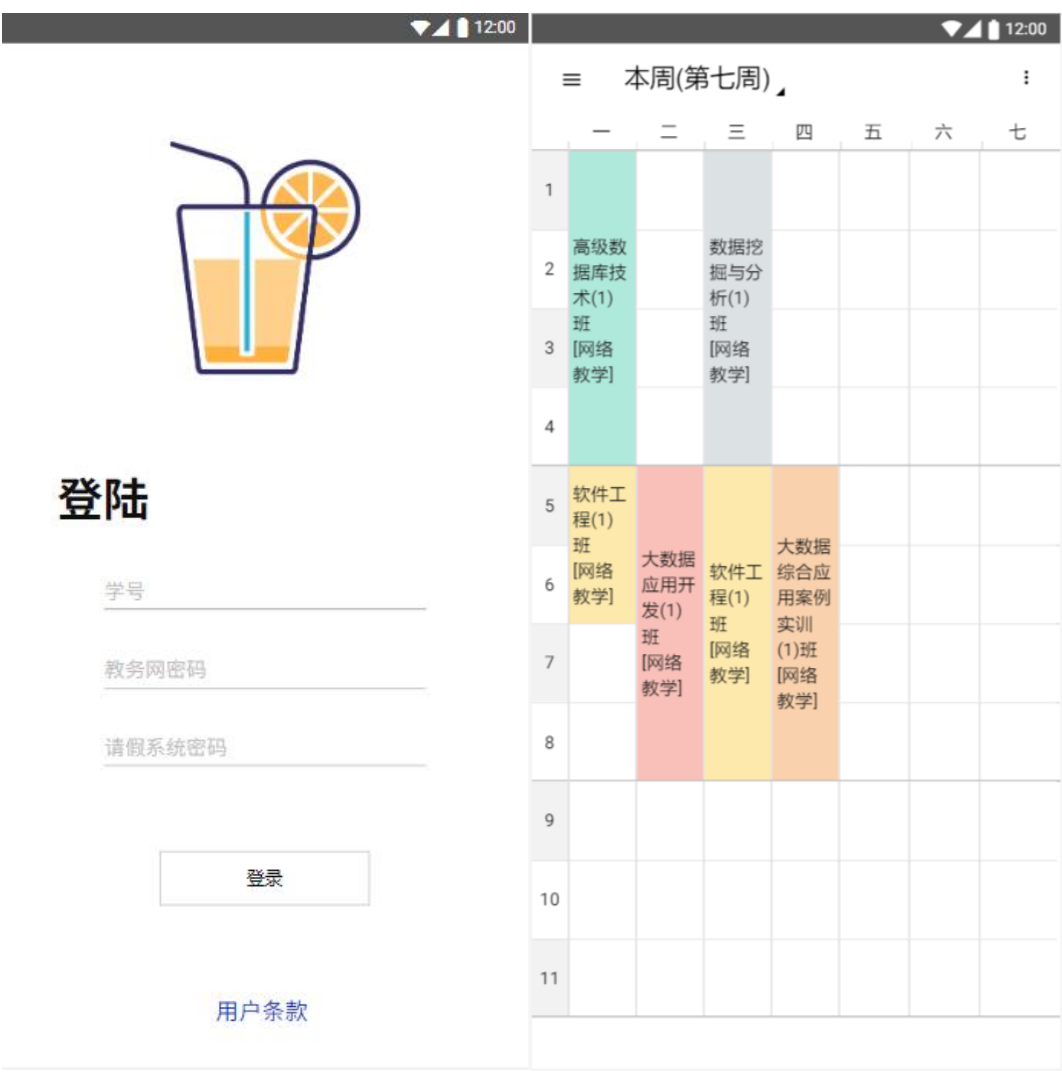 12:00
登陆
学号
教务网密码
请假系统密码
登录
用户条款
12:00
本周(第七周)
一 二 三 四 五 六 七
1
2
3
4
5
6
7
8
9
10
11
高级数
据库技
术(1)
班
[网络
教学]
软件工
程(1)
班
[网络
教学]
大数据
应用开
发(1)
班
[网络
教学]
数据挖
掘与分
析(1)
班
[网络
教学]
软件工
程(1)
班
[网络
教学]
大数据
综合应
用案例
实训
(1)班
[网络
教学]